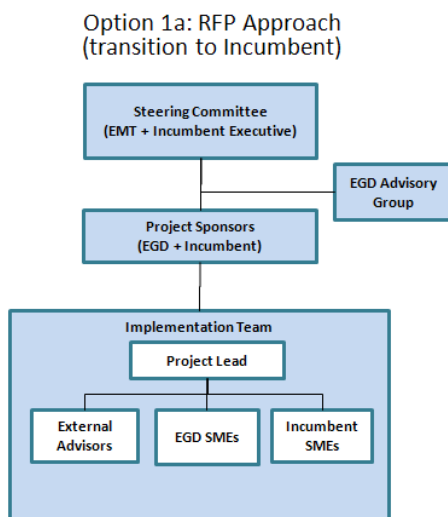 Option 1a: RFP Approach
(transition to Incumbent)
Steering Committee
(EMT + Incumbent Executive)
EGD Advisory
Group
Project Sponsors
(EGD + Incumbent)
Implementation Team
Project Lead
External
Advisors
EGD SMEs
Incumbent
SMEs